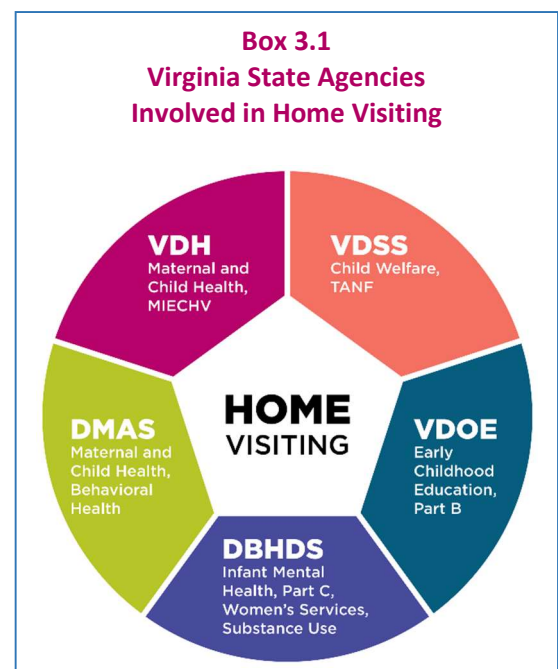 Box 3.1
Virginia State Agencies
Involved in Home Visiting
VDH
Maternal and
Child Health,
MIECHV
VDSS
Child Welfare,
TANF
DMAS
Maternal and
Child Health,
Behavioral
Health
HOME
VISITING
VDOE
Early
Childhood
Education,
Part B
DBHDS
Infant Mental
Health, Part C,
Women's Services,
Substance Use